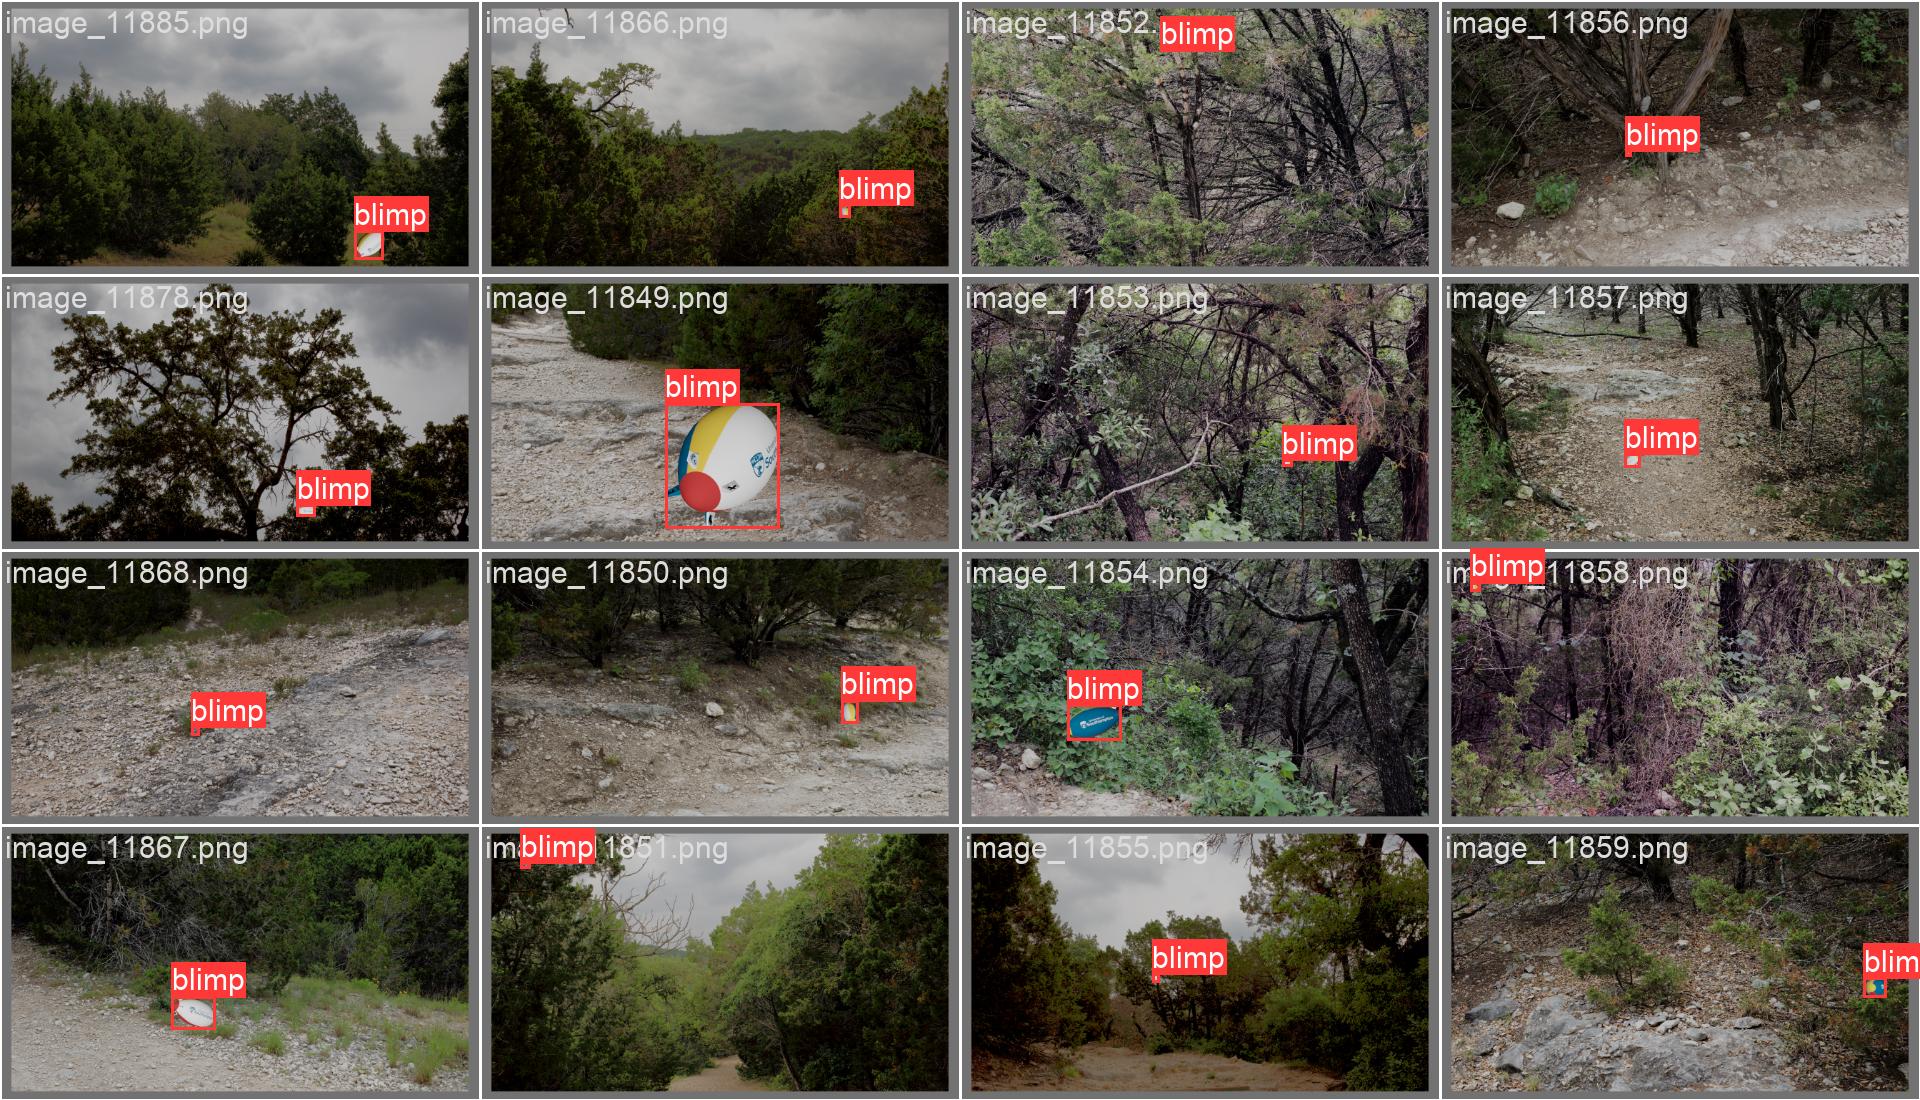 image_11885.png
blimp
image_11866.png
blimp
image_11852.
blimp
image_11856.png
blimp
image_11878.png
blimp
image_11849.png
blimp
image_11853.png
blimp
image_11857.png
blimp
image_11868.png
blimp
image_11850.png
blimp
image_11854.png
blimp
blimp
11858.png
image_11867.png
blimp
blimp
1851.png
image_11855.png
blimp
image_11859.png
blim